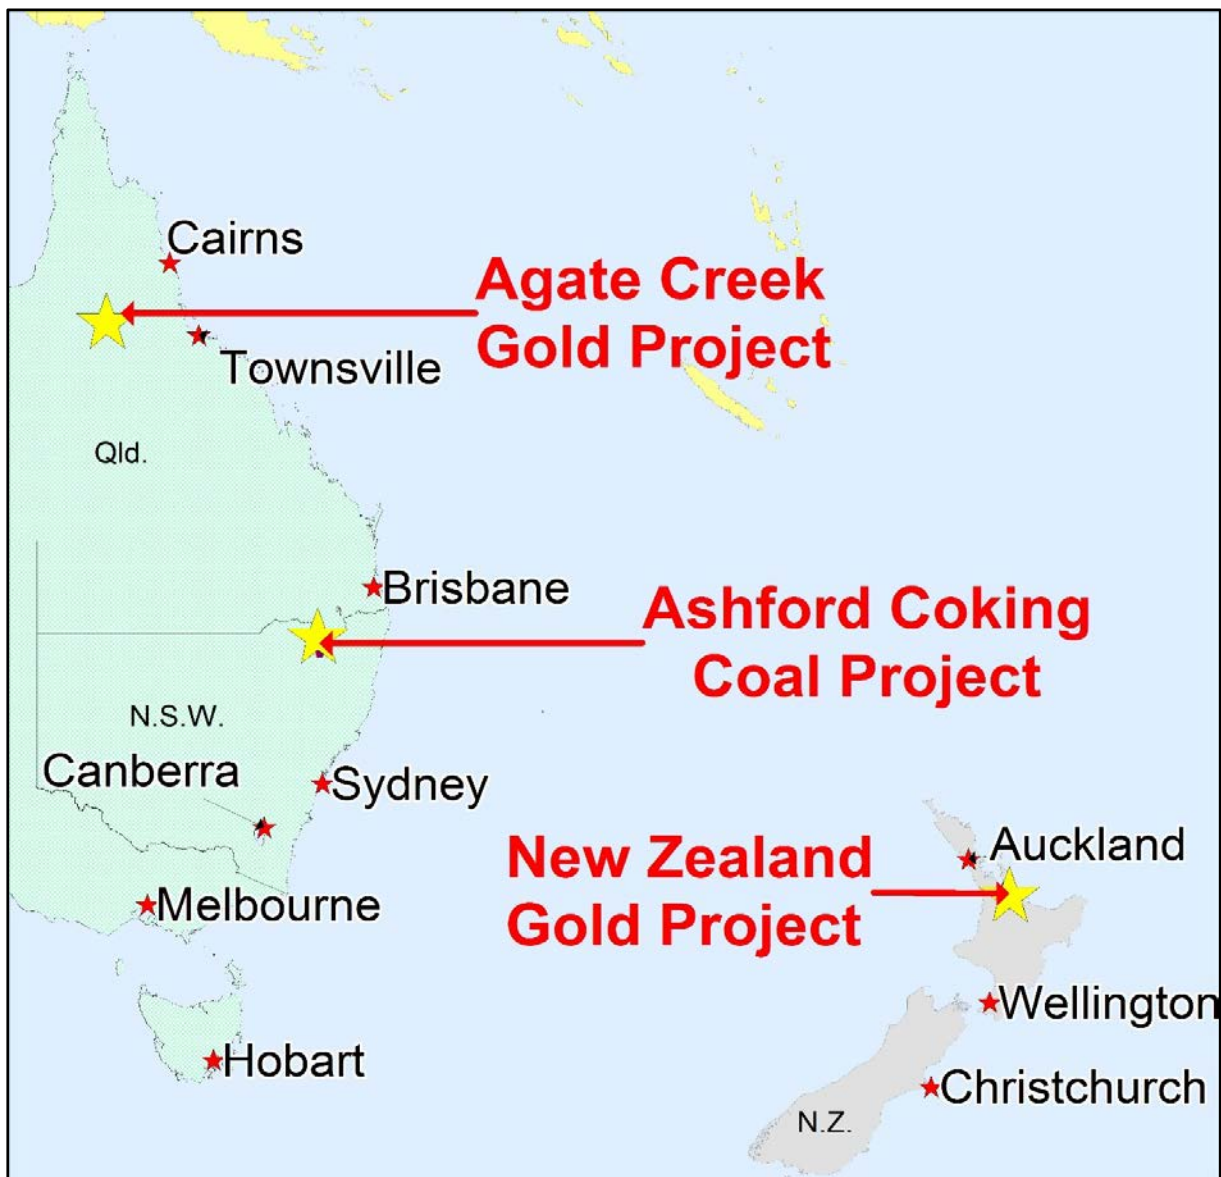 Cairns
Agate Creek
Gold Project
Townsville
Qld.
Brisbane
Ashford Coking
Coal Project
N.S.W.
Canberra
Sydney
New Zealand
Gold Project
Auckland
Melbourne
Wellington
Hobart
Christchurch
N.Z.